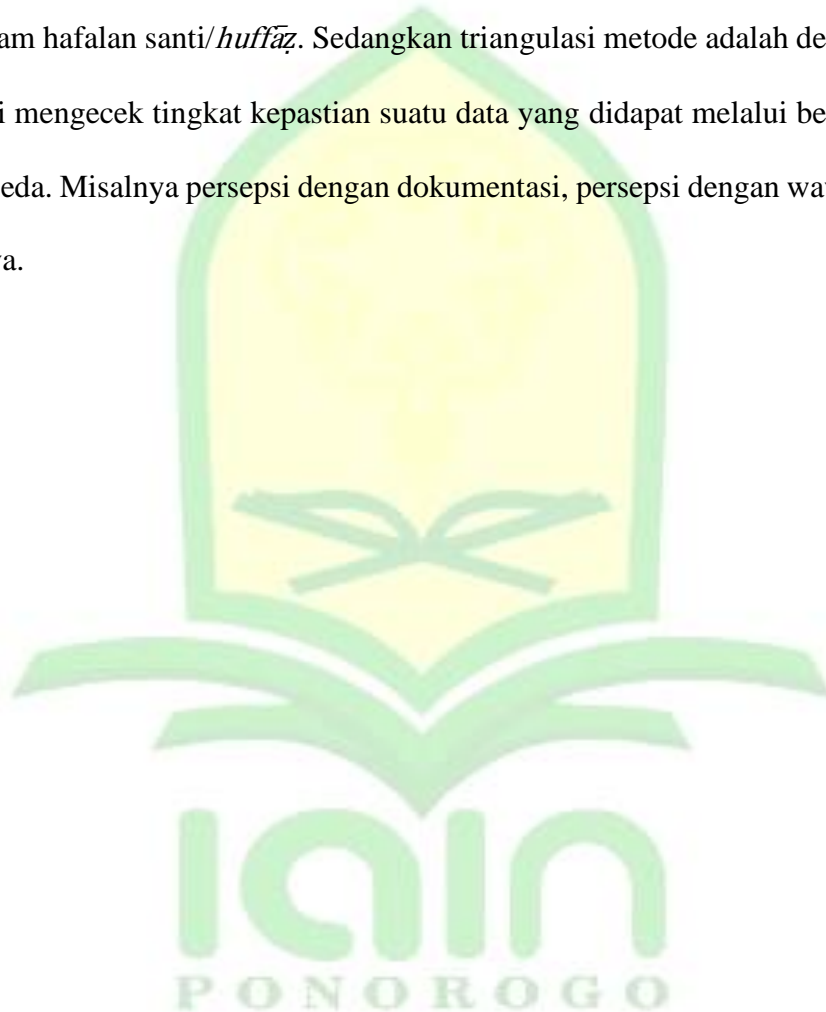 am hafalan santi/huffāẓ. Sedangkan triangulasi metode adalah de
i mengecek tingkat kepastian suatu data yang didapat melalui be
eda. Misalnya persepsi dengan dokumentasi, persepsi dengan wa
a.
iain
PONOROGO